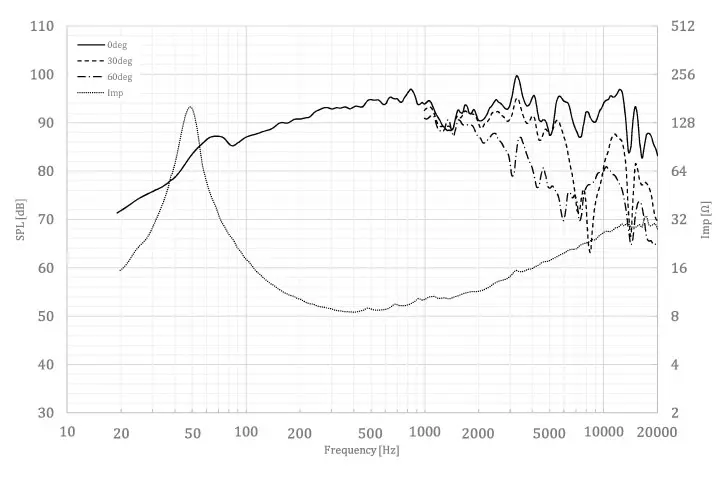 110 512
0deg
30deg
100 60deg 256
Imp
90 128
80 64
SPL [dB] 70 32 Imp [Ω]
60 16
50 8
40 4
30 2
10 20 50 100 200 500 1000 2000 5000 10000 20000
Frequency [Hz]